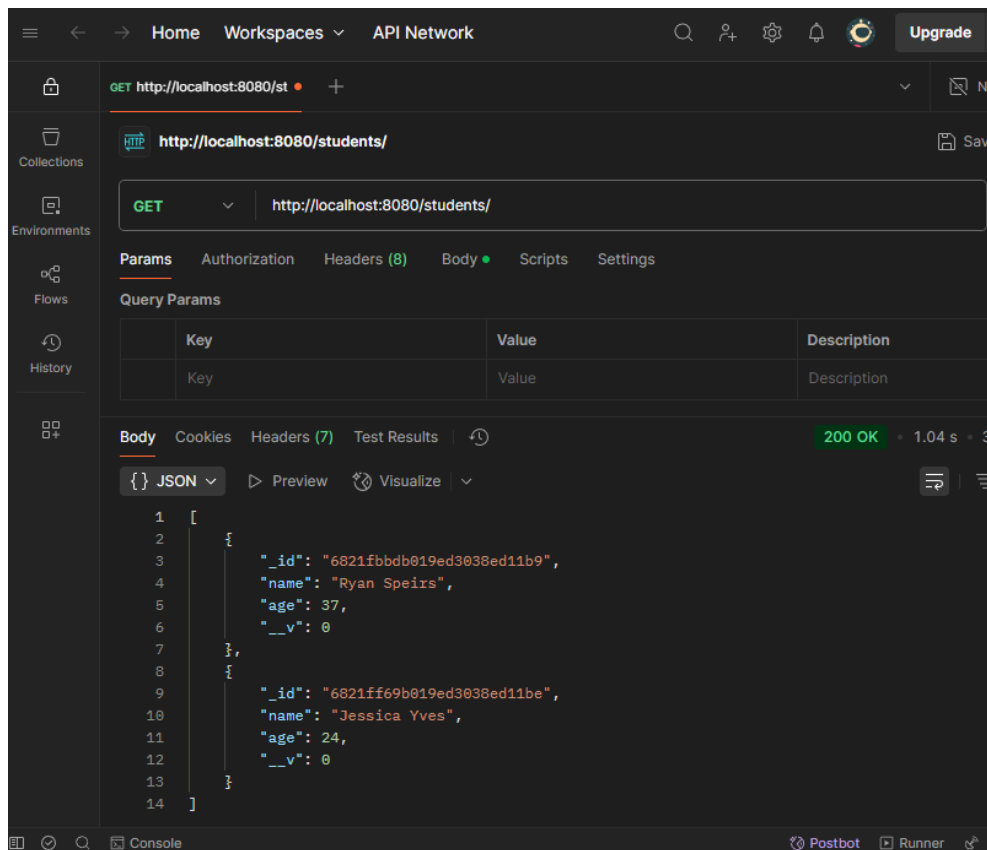 Home Workspaces API Network Upgrade
GET http://localhost:8080/st
HTTP http://localhost:8080/students/
Collections
GET http://localhost:8080/students/
Environments
Params Authorization Headers (8) Body Scripts Settings
Flows
Query Params
Key Value Description
History
Key Value Description
Body Cookies Headers (7) Test Results 200 OK 1.04 s
{} JSON Preview Visualize
1 [
2 {
3 "_id": "6821fbbdb019ed3038ed11b9",
4 "name": "Ryan Speirs",
5 "age": 37,
6 "__v": 0
7 },
8 {
9 "_id": "6821ff69b019ed3038ed11be",
10 "name": "Jessica Yves",
11 "age": 24,
12 "__v": 0
13 }
14 ]
Console Postbot Runner